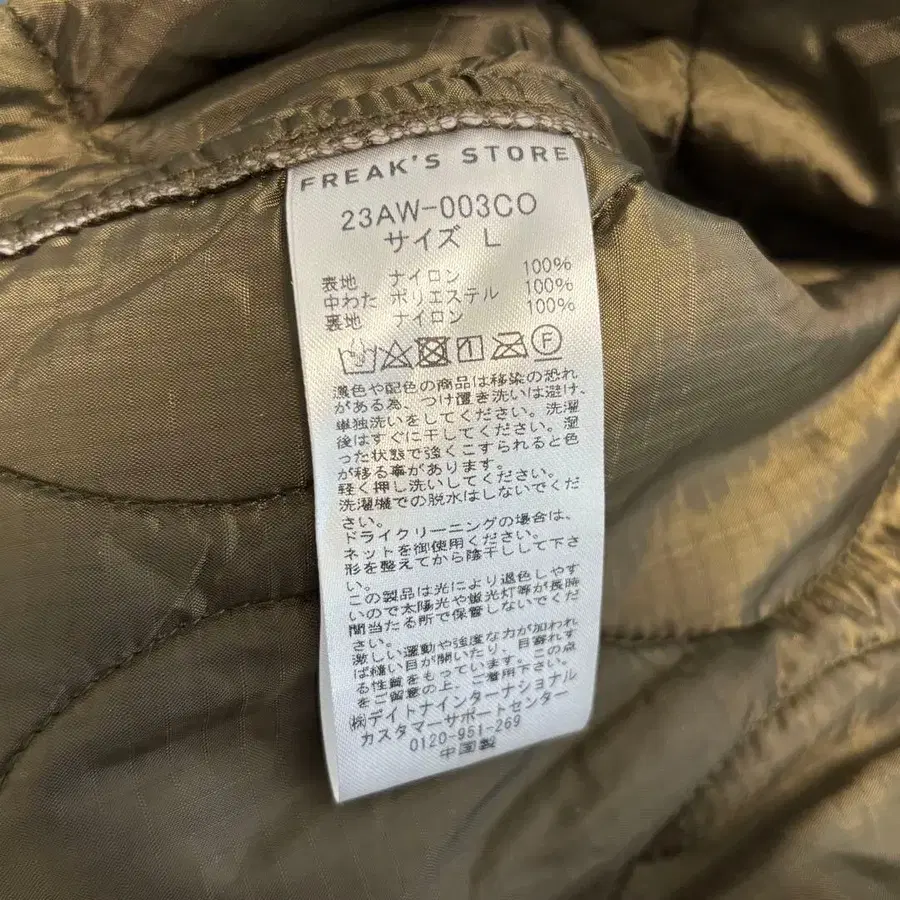 FREAK'S STORE
23AW-003CO
サイズ L
表地 ナイロン 100%
中わた ポリエステル 100%
裏地 ナイロン 100%
F
濃色や配色の商品は移染の恐れ
がある為、つけ置き洗いは避け、
単独洗いをしてください。洗濯
後はすぐに干してください。湿
った状態で強くこすられると色
が移る事があります。
軽く押し洗いしてください。
洗濯機での脱水はしないでくだ
さい。
ドライクリーニングの場合は、
ネットを御使用ください。
形を整えてから陰干しして下さ
い。
この製品は光により退色しやす
いので太陽光や蛍光灯等が長時
間当たる所で保管しないでくだ
さい。
激しい運動や強度な力が加われ
ば縫い目が開いたり、目寄れす
る性質をもっています。この点
をご留意の上、ご着用下さい。
㈱デイトナインターナショナル
カスタマーサポートセンター
0120-951-269
中国製